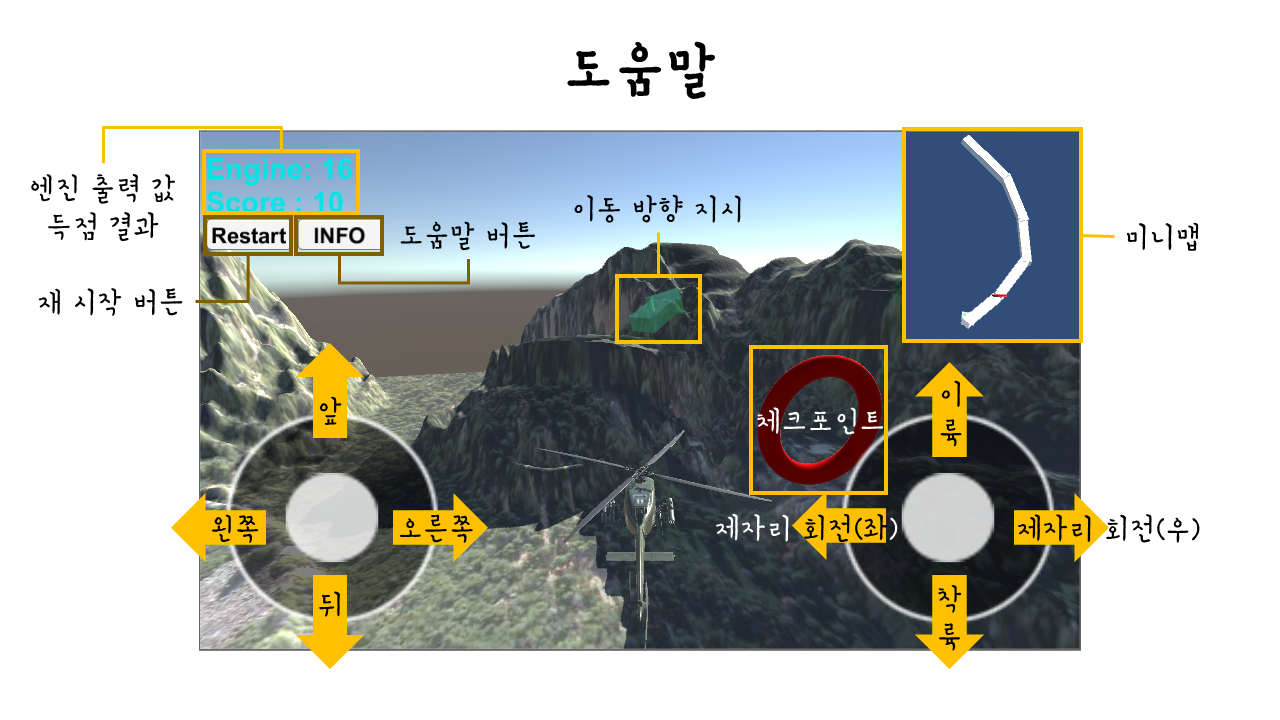 도움말
엔진 출력 값
득점 결과
Engine: 16
Score : 10
Restart
INFO
도움말 버튼
재 시작 버튼
이동 방향 지시
미니맵
체크포인트
앞
왼쪽
오른쪽
뒤
이륙
제자리 회전(좌)
제자리 회전(우)
착륙